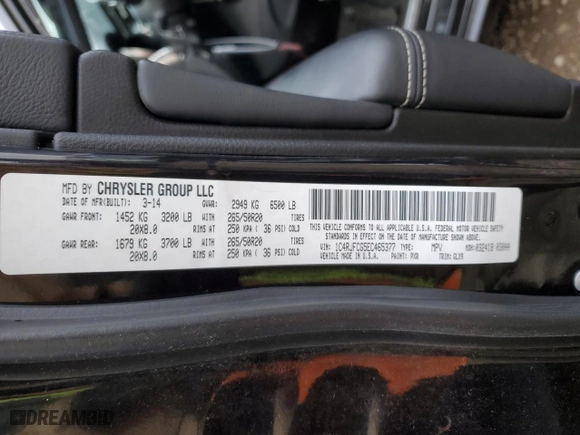 MFD BY CHRYSLER GROUP LLC
DATE OF MFR(BUILT): 3-14 GVWR: 2949 KG 6500 LB
GAWR FRONT: 1452 KG 3200 LB WITH 265/50R20 TIRES
20X8.0 RIMS AT 250 KPA ( 36 PSI) COLD
GAWR REAR: 1679 KG 3700 LB WITH 265/50R20 TIRES
20X8.0 RIMS AT 250 KPA ( 36 PSI) COLD
THIS VEHICLE CONFORMS TO ALL APPLICABLE U.S.A. FEDERAL MOTOR VEHICLE SAFETY
STANDARDS IN EFFECT ON THE DATE OF MANUFACTURE SHOWN ABOVE.
VIN: 1C4RJFCG5EC465377 TYPE: MPV MDH: 032418
VEHICLE MADE IN U.S.A. PAINT: PXR TRIM:
DREAMBID